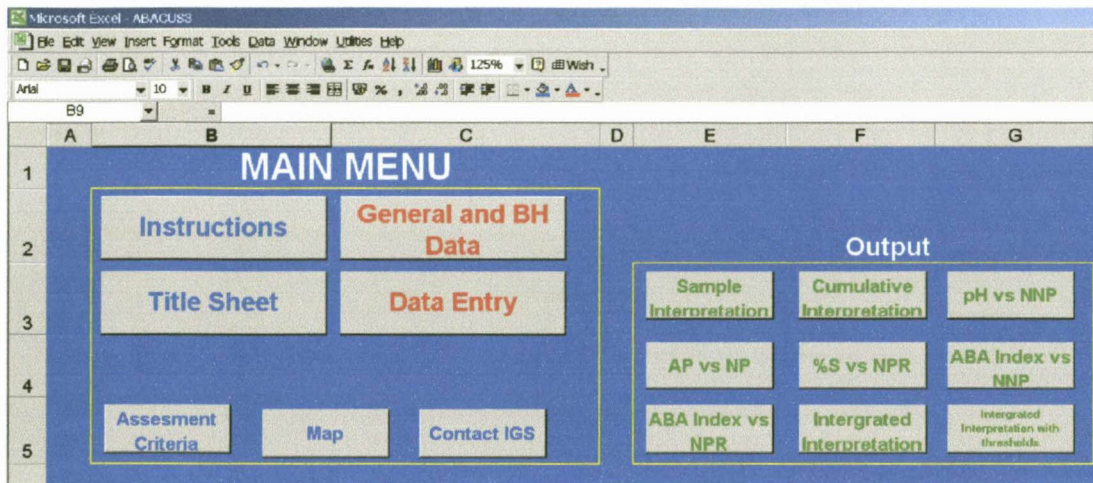 Microsoft Excel - ABACUS3
File Edit View Insert Format Tools Data Window Utilities Help
125% Wish
Arial 10 B I U
B9 =
A B C D E F G
1 MAIN MENU
Instructions
General and BH
Data
2
Output
Title Sheet
Data Entry
3
Sample
Interpretation
Cumulative
Interpretation
pH vs NNP
4
AP vs NP
%S vs NPR
ABA Index vs
NNP
5
Assesment
Criteria
Map
Contact IGS
ABA Index vs
NPR
Intergrated
Interpretation
Intergrated
Interpretation with
thresholds